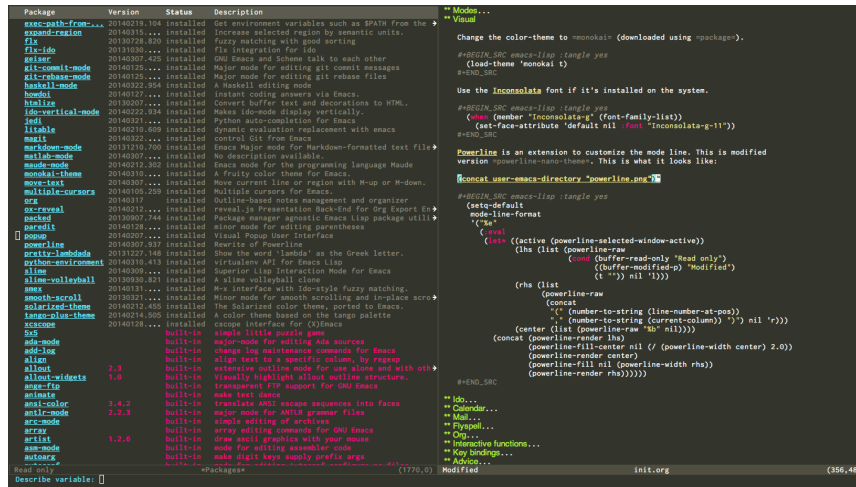 Package Version Status Description
exec-path-from-... 20140219.104 installed Get environment variables such as $PATH from the
expand-region 20140315.... installed Increase selected region by semantic units.
flx 20130728.820 installed fuzzy matching with good sorting
flx-ido 20131030.... installed flx integration for ido
geiser 20140307.425 installed GNU Emacs and Scheme talk to each other
git-commit-mode 20140125.... installed Major mode for editing git commit messages
git-rebase-mode 20140125.... installed Major mode for editing git rebase files
haskell-mode 20140322.954 installed A Haskell editing mode
howdoi 20140127.... installed instant coding answers via Emacs.
htmlize 20130207.... installed Convert buffer text and decorations to HTML.
ido-vertical-mode 20140222.934 installed Makes ido-mode display vertically.
jedi 20140321.... installed Python auto-completion for Emacs
litable 20140210.609 installed dynamic evaluation replacement with emacs
magit 20140322.... installed control Git from Emacs
markdown-mode 20131210.700 installed Emacs Major mode for Markdown-formatted text file
matlab-mode 20140307.... installed No description available.
maude-mode 20140212.302 installed Emacs mode for the programming language Maude
monokai-theme 20140318.... installed A fruity color theme for Emacs.
move-text 20140307.... installed Move current line or region with M-up or M-down.
multiple-cursors 20140105.259 installed Multiple cursors for Emacs.
org 20140317 installed Outline-based notes management and organizer
ox-reveal 20140212.... installed reveal.js Presentation Back-End for Org Export En
packed 20130907.744 installed Package manager agnostic Emacs Lisp package utili
paredit 20140128.... installed minor mode for editing parentheses
popup 20140207.... installed Visual Popup User Interface
powerline 20140307.937 installed Rewrite of Powerline
pretty-lambdada 20131227.148 installed Show the word `lambda' as the Greek letter.
python-environment 20140310.413 installed virtualenv API for Emacs Lisp
slime 20140309.... installed Superior Lisp Interaction Mode for Emacs
slime-volleyball 20130930.821 installed A slime volleyball clone
smex 20140131.... installed M-x interface with Ido-style fuzzy matching.
smooth-scroll 20130321.... installed Minor mode for smooth scrolling and in-place scro
solarized-theme 20140212.455 installed The Solarized color theme, ported to Emacs.
tango-plus-theme 20140214.505 installed A color theme based on the tango palette
xcscope 20140128.... installed cscope interface for (X)Emacs
5x5 built-in simple little puzzle game
ada-mode built-in major-mode for editing Ada sources
add-log built-in change log maintenance commands for Emacs
align built-in align text to a specific column, by regexp
allout 2.3 built-in extensive outline mode for use alone and with oth
allout-widgets 1.0 built-in Visually highlight allout outline structure.
ange-ftp built-in transparent FTP support for GNU Emacs
animate built-in make text dance
ansi-color 3.4.2 built-in translate ANSI escape sequences into faces
antlr-mode 2.2.3 built-in major mode for ANTLR grammar files
arc-mode built-in simple editing of archives
array built-in array editing commands for GNU Emacs
artist 1.2.6 built-in draw ascii graphics with your mouse
asm-mode built-in mode for editing assembler code
autoarg built-in make digit keys supply prefix args
Read only *Packages* (1770,0)
Describe variable:
** Modes...
** Visual
Change the color-theme to =monokai= (downloaded using =package=).
#+BEGIN_SRC emacs-lisp :tangle yes
(load-theme 'monokai t)
#+END_SRC
Use the Inconsolata font if it's installed on the system.
#+BEGIN_SRC emacs-lisp :tangle yes
(when (member "Inconsolata-g" (font-family-list))
(set-face-attribute 'default nil :font "Inconsolata-g-11"))
#+END_SRC
Powerline is an extension to customize the mode line. This is modified
version =powerline-nano-theme=. This is what it looks like:
(concat user-emacs-directory "powerline.png")
#+BEGIN_SRC emacs-lisp :tangle yes
(setq-default
mode-line-format
'("%e"
(:eval
(let* ((active (powerline-selected-window-active))
(lhs (list (powerline-raw
(cond (buffer-read-only "Read only")
((buffer-modified-p) "Modified")
(t "")) nil 'l)))
(rhs (list
(powerline-raw
(concat
"(" (number-to-string (line-number-at-pos))
"," (number-to-string (current-column)) ")") nil 'r)))
(center (list (powerline-raw "%b" nil))))
(concat (powerline-render lhs)
(powerline-fill-center nil (/ (powerline-width center) 2.0))
(powerline-render center)
(powerline-fill nil (powerline-width rhs))
(powerline-render rhs))))))
#+END_SRC
** Ido...
** Calendar...
** Mail...
** Flyspell...
** Org...
** Interactive functions...
** Key bindings...
** Advice...
Modified init.org (356,48